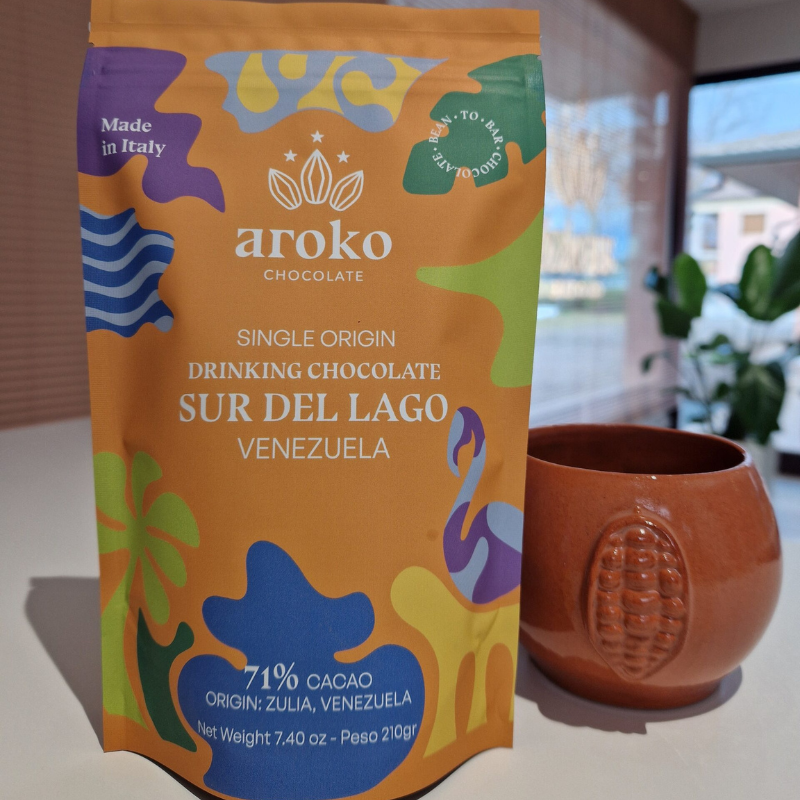 Made
in Italy
BEAN · TO · BAR · CHOCOLATE ·
aroko
CHOCOLATE
SINGLE ORIGIN
DRINKING CHOCOLATE
SUR DEL LAGO
VENEZUELA
71% CACAO
ORIGIN: ZULIA, VENEZUELA
Net Weight 7.40 oz - Peso 210gr